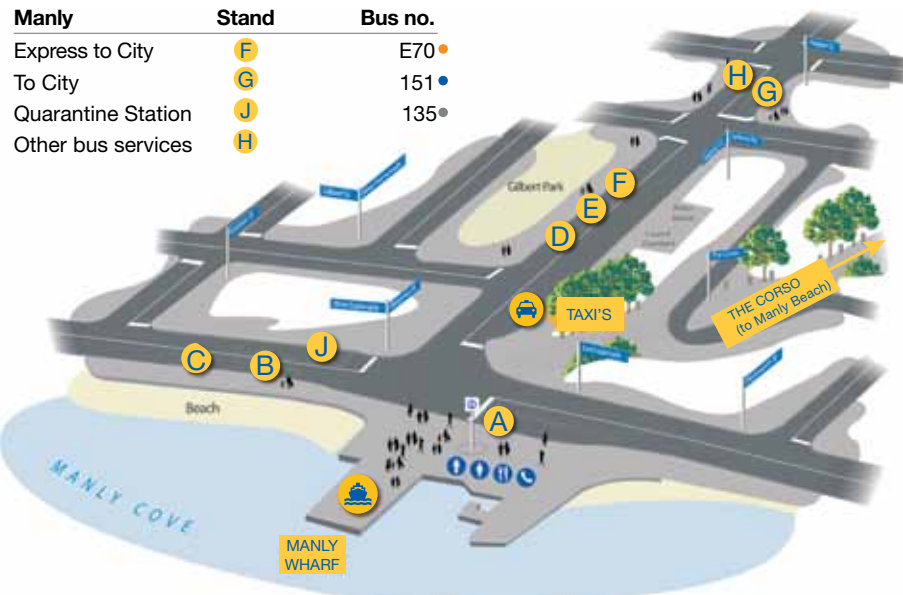 Manly Stand Bus no.
Express to City F E70
To City G 151
Quarantine Station J 135
Other bus services H
H
G
Gilbert Park
F
E
D
TAXI'S
THE CORSO
(to Manly Beach)
J
C
B
A
Beach
MANLY COVE
MANLY
WHARF